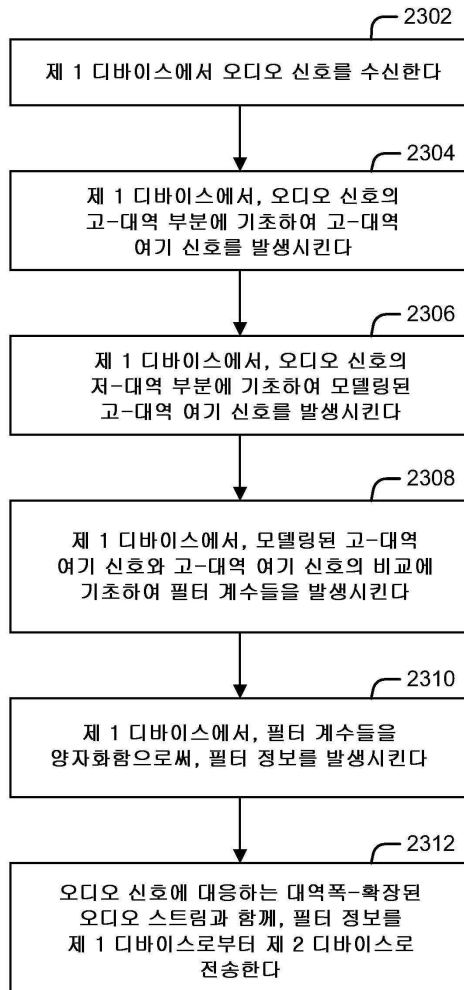 2302
제 1 디바이스에서 오디오 신호를 수신한다
2304
제 1 디바이스에서, 오디오 신호의
고-대역 부분에 기초하여 고-대역
여기 신호를 발생시킨다
2306
제 1 디바이스에서, 오디오 신호의
저-대역 부분에 기초하여 모델링된
고-대역 여기 신호를 발생시킨다
2308
제 1 디바이스에서, 모델링된 고-대역
여기 신호와 고-대역 여기 신호의 비교에
기초하여 필터 계수들을 발생시킨다
2310
제 1 디바이스에서, 필터 계수들을
양자화함으로써, 필터 정보를 발생시킨다
2312
오디오 신호에 대응하는 대역폭-확장된
오디오 스트림과 함께, 필터 정보를
제 1 디바이스로부터 제 2 디바이스로
전송한다